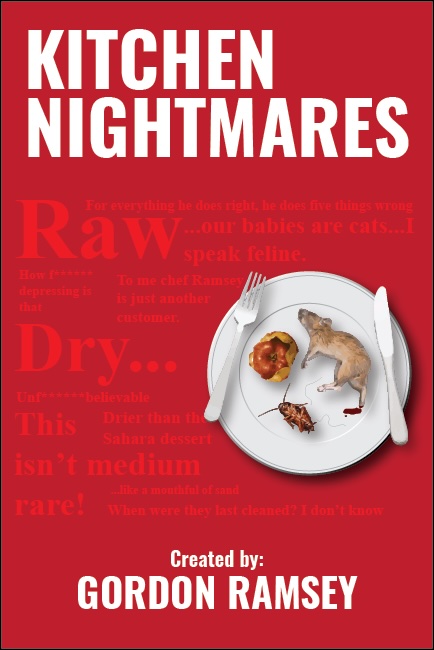 KITCHEN
NIGHTMARES
For everything he does right, he does five things wrong
Raw
...our babies are cats...I
speak feline.
How f******
depressing is
that
To me chef Ramsey
is just another
customer.
Dry...
Unf******believable
This
Drier than the
Sahara dessert
isn't medium
...like a mouthful of sand
rare!
When were they last cleaned? I don't know
Created by:
GORDON RAMSEY